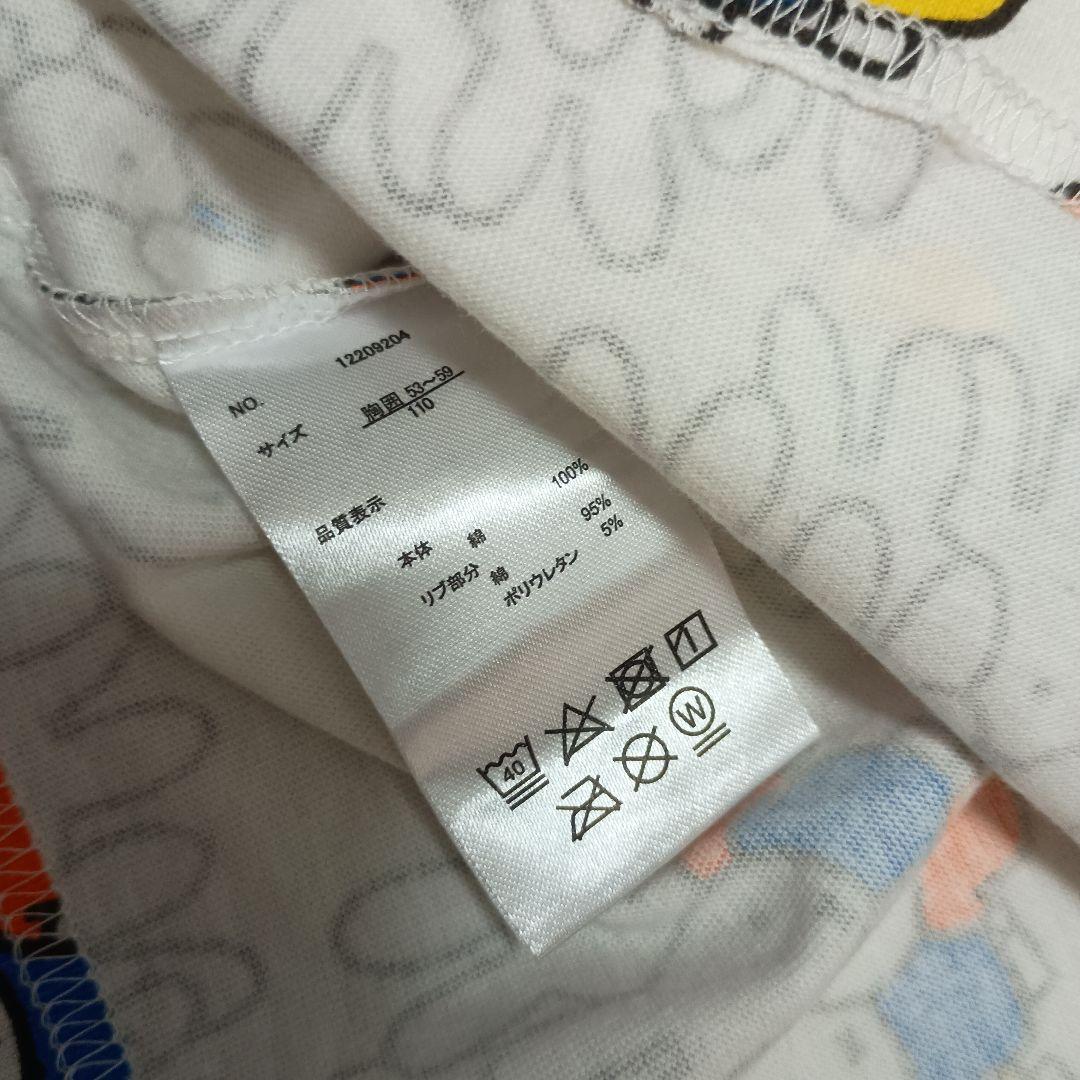 NO. 12209204
サイズ 胸囲 53～59
110
品質表示
本体 綿 100%
リブ部分 綿 95%
ポリウレタン 5%
40
W